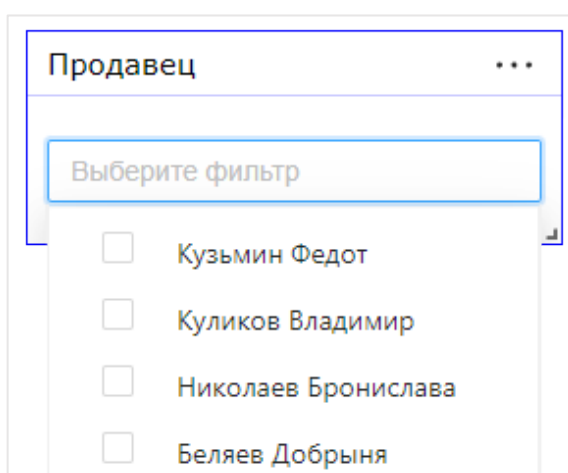 Продавец
Выберите фильтр
Кузьмин Федот
Куликов Владимир
Николаев Бронислава
Беляев Добрыня